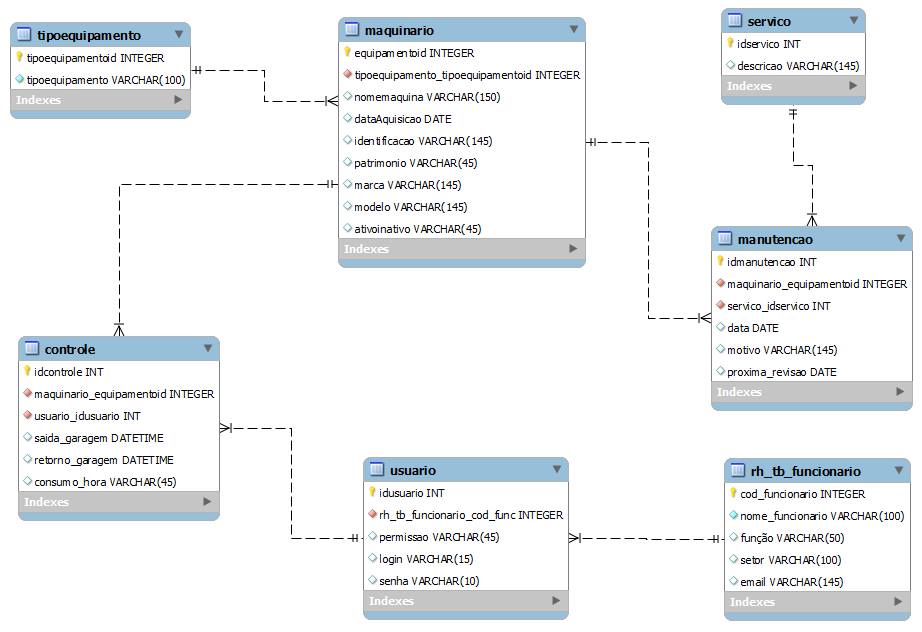 tipoequipamento
tipoequipamentoid INTEGER
tipoequipamento VARCHAR(100)
Indexes
maquinario
equipamentoid INTEGER
tipoequipamento_tipoequipamentoid INTEGER
nomemaquina VARCHAR(150)
dataAquisicao DATE
identificacao VARCHAR(145)
patrimonio VARCHAR(45)
marca VARCHAR(145)
modelo VARCHAR(145)
ativoinativo VARCHAR(45)
Indexes
servico
idservico INT
descricao VARCHAR(145)
Indexes
manutencao
idmanutencao INT
maquinario_equipamentoid INTEGER
servico_idservico INT
data DATE
motivo VARCHAR(145)
proxima_revisao DATE
Indexes
controle
idcontrole INT
maquinario_equipamentoid INTEGER
usuario_idusuario INT
saida_garagem DATETIME
retorno_garagem DATETIME
consumo_hora VARCHAR(45)
Indexes
usuario
idusuario INT
rh_tb_funcionario_cod_func INTEGER
permissao VARCHAR(45)
login VARCHAR(15)
senha VARCHAR(10)
Indexes
rh_tb_funcionario
cod_funcionario INTEGER
nome_funcionario VARCHAR(100)
função VARCHAR(50)
setor VARCHAR(100)
email VARCHAR(145)
Indexes